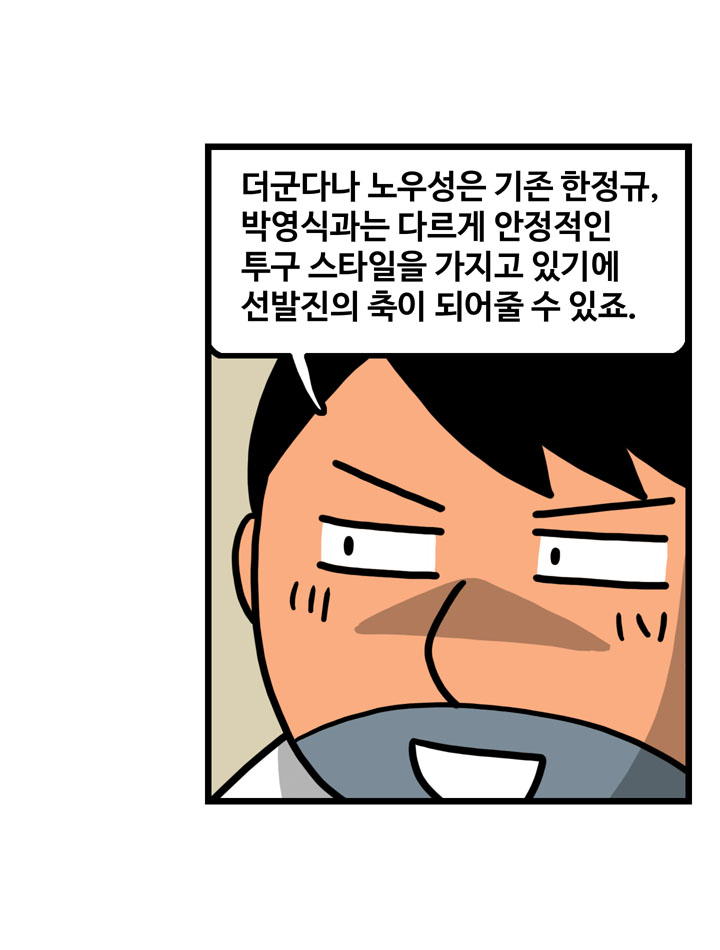 더군다나 노우성은 기존 한정규,
박영식과는 다르게 안정적인
투구 스타일을 가지고 있기에
선발진의 축이 되어줄 수 있죠.